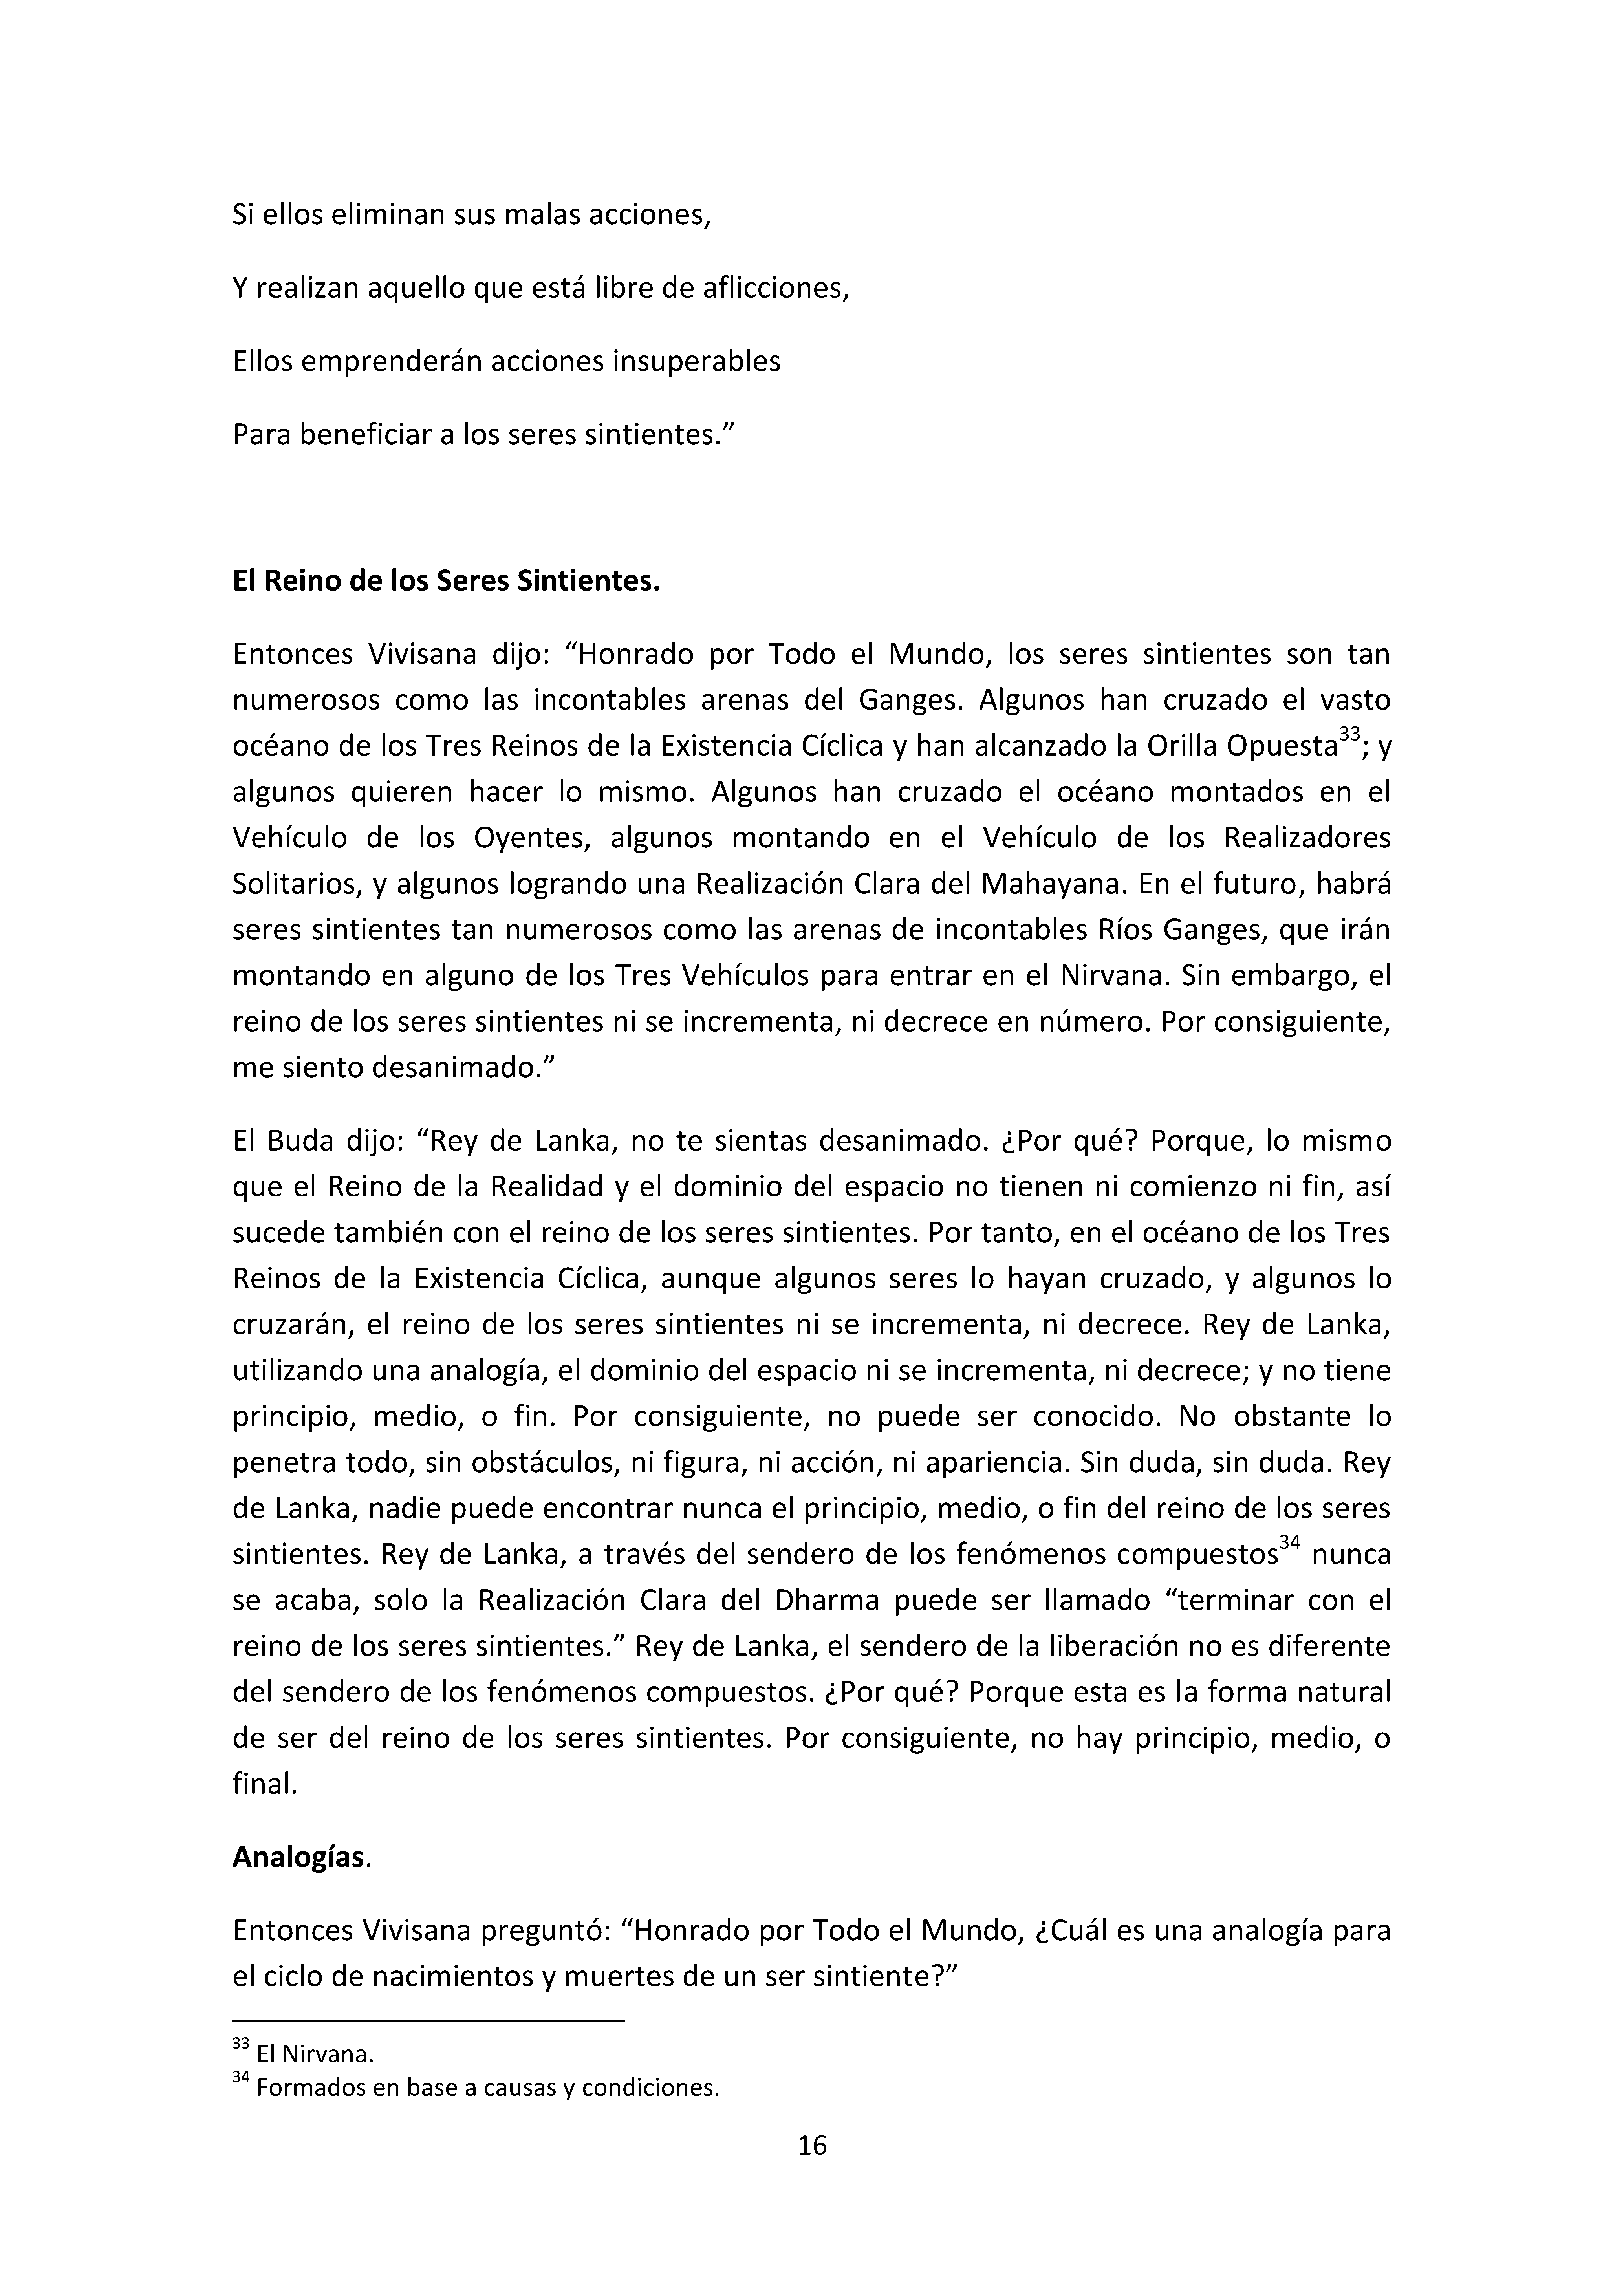 Si ellos eliminan sus malas acciones,
Y realizan aquello que está libre de aflicciones,
Ellos emprenderán acciones insuperables
Para beneficiar a los seres sintientes.”
El Reino de los Seres Sintientes.
Entonces Vivisana dijo: “Honrado por Todo el Mundo, los seres sintientes son tan
numerosos como las incontables arenas del Ganges. Algunos han cruzado el vasto
océano de los Tres Reinos de la Existencia Cíclica y han alcanzado la Orilla Opuesta33; y
algunos quieren hacer lo mismo. Algunos han cruzado el océano montados en el
Vehículo de los Oyentes, algunos montando en el Vehículo de los Realizadores
Solitarios, y algunos logrando una Realización Clara del Mahayana. En el futuro, habrá
seres sintientes tan numerosos como las arenas de incontables Ríos Ganges, que irán
montando en alguno de los Tres Vehículos para entrar en el Nirvana. Sin embargo, el
reino de los seres sintientes ni se incrementa, ni decrece en número. Por consiguiente,
me siento desanimado.”
El Buda dijo: “Rey de Lanka, no te sientas desanimado. ¿Por qué? Porque, lo mismo
que el Reino de la Realidad y el dominio del espacio no tienen ni comienzo ni fin, así
sucede también con el reino de los seres sintientes. Por tanto, en el océano de los Tres
Reinos de la Existencia Cíclica, aunque algunos seres lo hayan cruzado, y algunos lo
cruzarán, el reino de los seres sintientes ni se incrementa, ni decrece. Rey de Lanka,
utilizando una analogía, el dominio del espacio ni se incrementa, ni decrece; y no tiene
principio, medio, o fin. Por consiguiente, no puede ser conocido. No obstante lo
penetra todo, sin obstáculos, ni figura, ni acción, ni apariencia. Sin duda, sin duda. Rey
de Lanka, nadie puede encontrar nunca el principio, medio, o fin del reino de los seres
sintientes. Rey de Lanka, a través del sendero de los fenómenos compuestos34 nunca
se acaba, solo la Realización Clara del Dharma puede ser llamado “terminar con el
reino de los seres sintientes.” Rey de Lanka, el sendero de la liberación no es diferente
del sendero de los fenómenos compuestos. ¿Por qué? Porque esta es la forma natural
de ser del reino de los seres sintientes. Por consiguiente, no hay principio, medio, o
final.
Analogías.
Entonces Vivisana preguntó: “Honrado por Todo el Mundo, ¿Cuál es una analogía para
el ciclo de nacimientos y muertes de un ser sintiente?”
33 El Nirvana.
34 Formados en base a causas y condiciones.
16